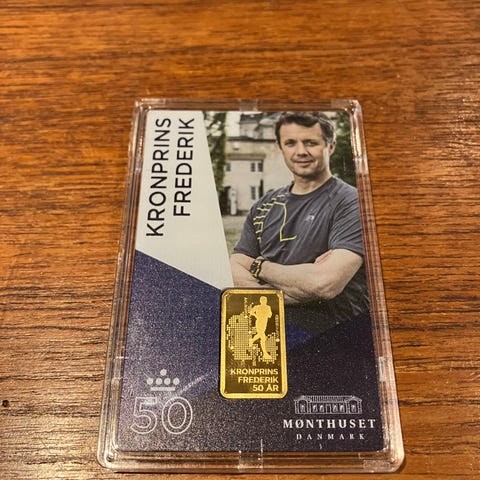 KRONPRINS
FREDERIK
KRONPRINS
FREDERIK
50 ÅR
50
MØNTHUSET
DANMARK